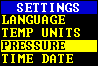 SETTINGS
LANGUAGE
TEMP UNITS
PRESSURE
TIME DATE